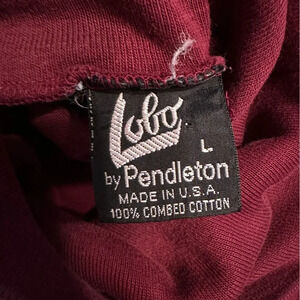 Lobo
L
by Pendleton
MADE IN U.S.A.
100% COMBED COTTON